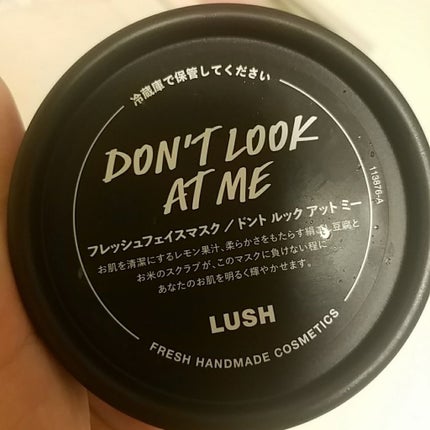 冷蔵庫で保管してください
DON'T LOOK
AT ME
フレッシュフェイスマスク / ドント ルック アット ミー
お肌を清潔にするレモン果汁、柔らかさをもたらす絹ごし豆腐と
お米のスクラブが、このマスクに負けない程に
あなたのお肌を明るく輝やかせます。
LUSH
FRESH HANDMADE COSMETICS
113876-A